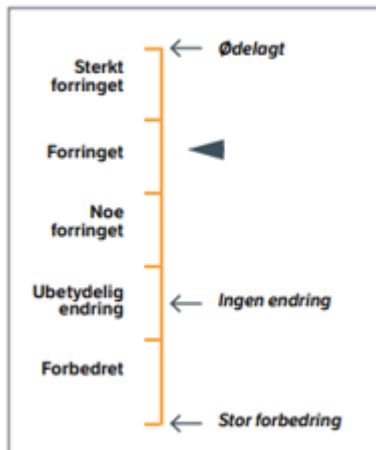 Ødelagt
Sterkt
forringet
Forringet
Noe
forringet
Ubetydelig
endring
Ingen endring
Forbedret
Stor forbedring